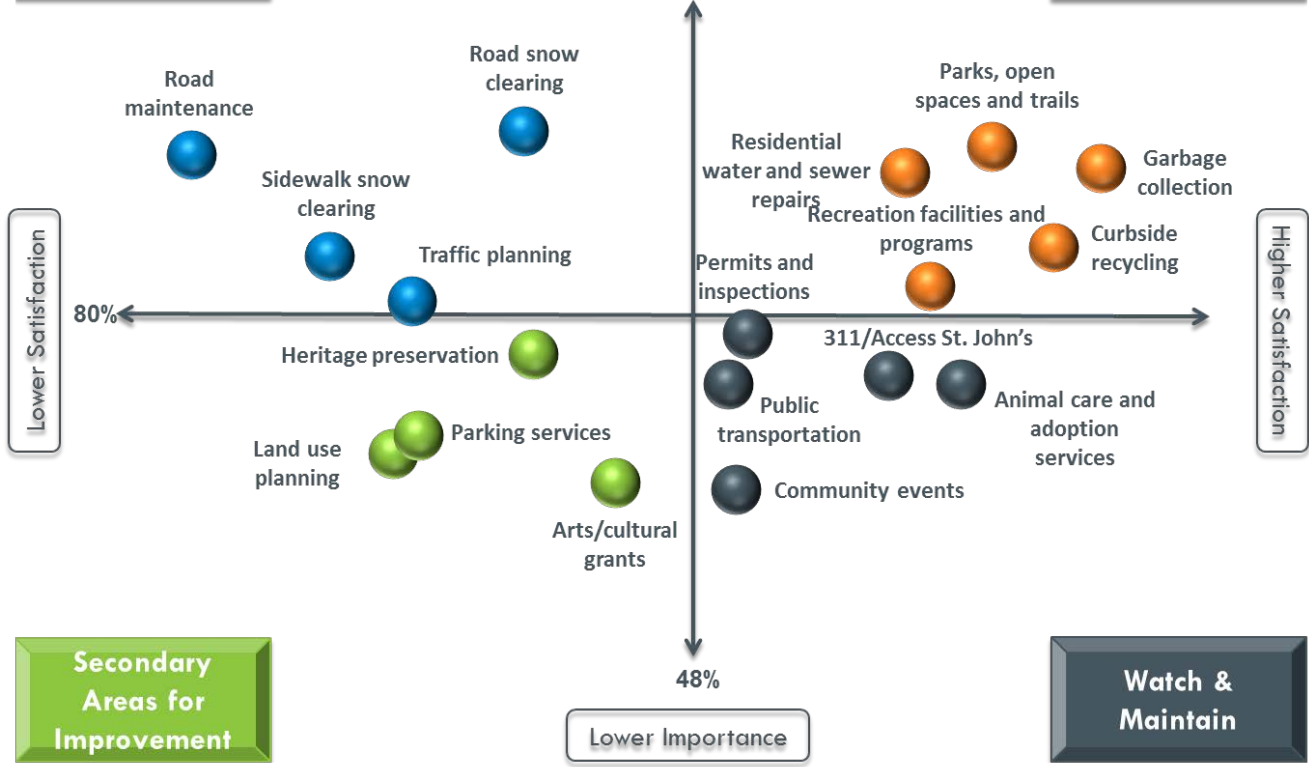 Road snow
clearing
Road
maintenance
Parks, open
spaces and trails
Residential
water and sewer
repairs
Garbage
collection
Sidewalk snow
clearing
Recreation facilities and
programs
Curbside
recycling
Traffic planning
Permits and
inspections
Lower Satisfaction
Higher Satisfaction
80%
311/Access St. John's
Heritage preservation
Public
transportation
Animal care and
adoption
services
Parking services
Land use
planning
Community events
Arts/cultural
grants
Secondary
Areas for
Improvement
48%
Lower Importance
Watch &
Maintain